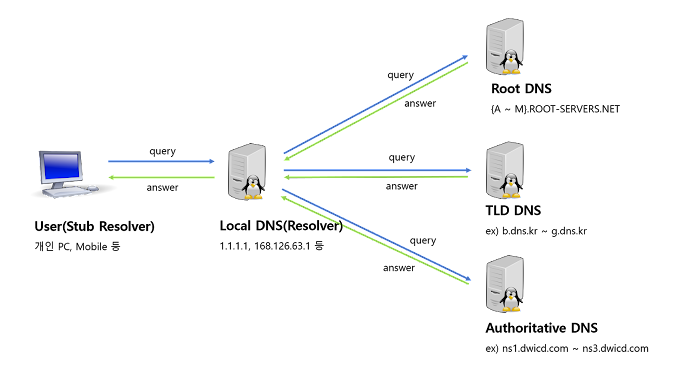 query
answer
Root DNS
{A ~ M}.ROOT-SERVERS.NET
query
answer
query
answer
User(Stub Resolver)
개인 PC, Mobile 등
Local DNS(Resolver)
1.1.1.1, 168.126.63.1 등
TLD DNS
ex) b.dns.kr ~ g.dns.kr
query
answer
Authoritative DNS
ex) ns1.dwicd.com ~ ns3.dwicd.com